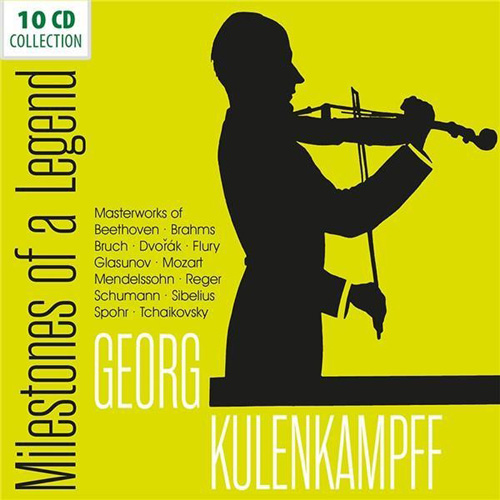 10 CD
COLLECTION
Milestones of a Legend
Masterworks of
Beethoven · Brahms
Bruch · Dvořák · Flury
Glasunov · Mozart
Mendelssohn · Reger
Schumann · Sibelius
Spohr · Tchaikovsky
GEORG
KULENKAMPFF